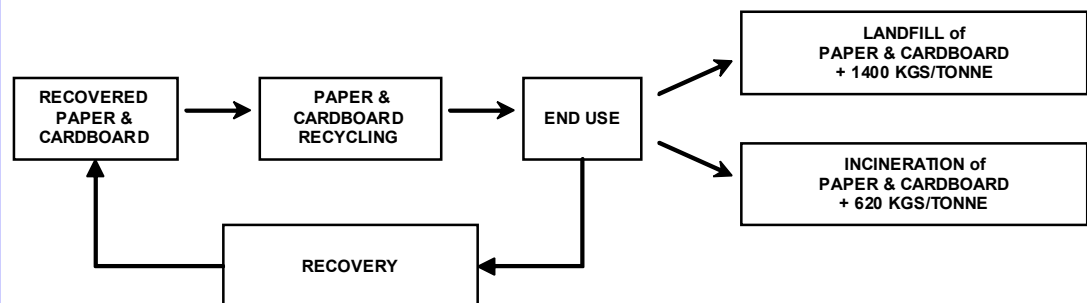 LANDFILL of
PAPER & CARDBOARD
+ 1400 KGS/TONNE
RECOVERED
PAPER &
CARDBOARD
PAPER &
CARDBOARD
RECYCLING
END USE
INCINERATION of
PAPER & CARDBOARD
+ 620 KGS/TONNE
RECOVERY